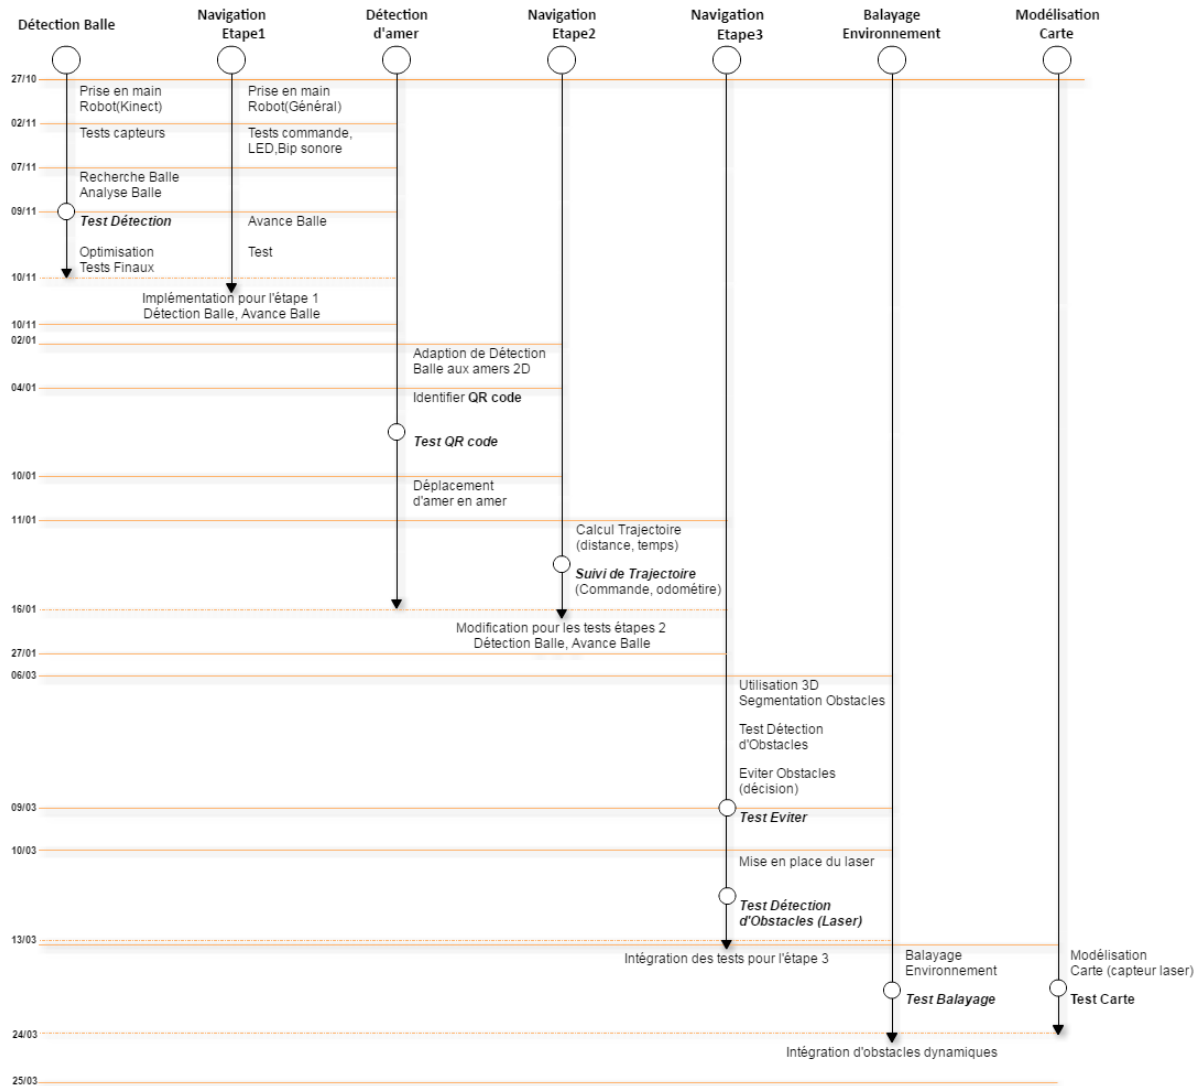 Détection Balle
Navigation
Etape1
Détection
d'amer
Navigation
Etape2
Navigation
Etape3
Balayage
Environnement
Modélisation
Carte
27/10
Prise en main
Robot(Kinect)
Prise en main
Robot(Général)
02/11
Tests capteurs
Tests commande,
LED,Bip sonore
07/11
Recherche Balle
Analyse Balle
09/11
Test Détection
Avance Balle
Optimisation
Tests Finaux
Test
10/11
Implémentation pour l'étape 1
Détection Balle, Avance Balle
10/11
02/01
Adaption de Détection
Balle aux amers 2D
04/01
Identifier QR code
Test QR code
10/01
Déplacement
d'amer en amer
11/01
Calcul Trajectoire
(distance, temps)
Suivi de Trajectoire
(Commande, odométire)
16/01
Modification pour les tests étapes 2
Détection Balle, Avance Balle
27/01
06/03
Utilisation 3D
Segmentation Obstacles
Test Détection
d'Obstacles
Eviter Obstacles
(décision)
09/03
Test Eviter
10/03
Mise en place du laser
Test Détection
d'Obstacles (Laser)
13/03
Intégration des tests pour l'étape 3
Balayage
Environnement
Modélisation
Carte (capteur laser)
Test Balayage
Test Carte
24/03
Intégration d'obstacles dynamiques
25/03